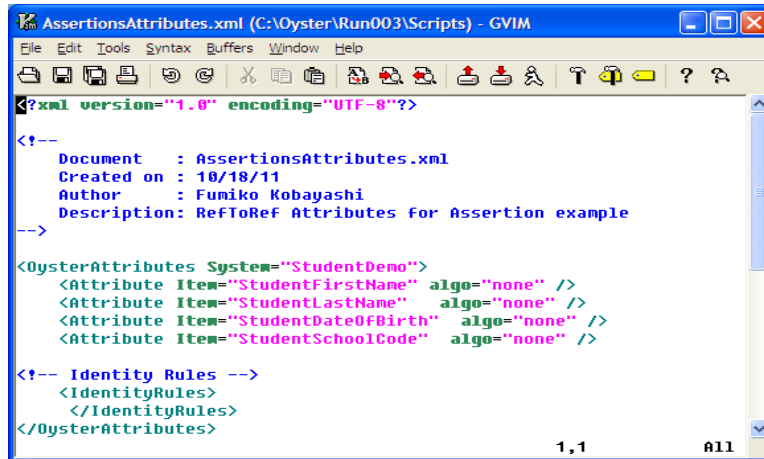 AssertionsAttributes.xml (C:\Oyster\Run003\Scripts) - GVIM
File Edit Tools Syntax Buffers Window Help
<?xml version="1.0" encoding="UTF-8"?>
<!--
Document : AssertionsAttributes.xml
Created on : 10/18/11
Author : Fumiko Kobayashi
Description: RefToRef Attributes for Assertion example
-->
<OysterAttributes System="StudentDemo">
<Attribute Item="StudentFirstName" algo="none" />
<Attribute Item="StudentLastName" algo="none" />
<Attribute Item="StudentDateOfBirth" algo="none" />
<Attribute Item="StudentSchoolCode" algo="none" />
<!-- Identity Rules -->
<IdentityRules>
</IdentityRules>
</OysterAttributes>
1,1 All